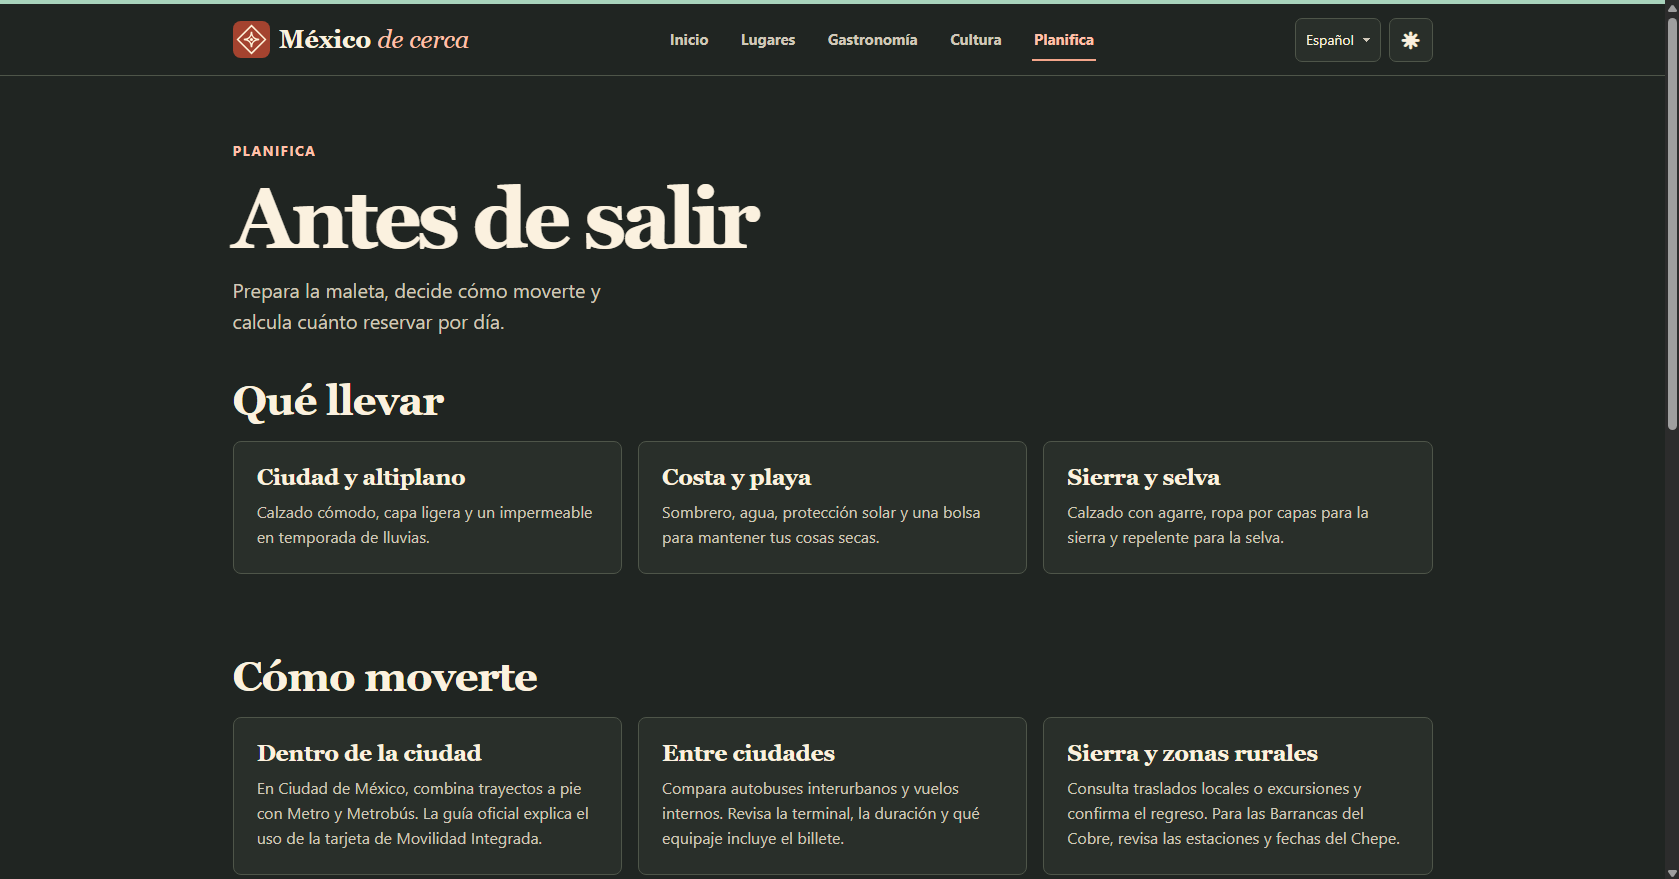 México de cerca
Inicio Lugares Gastronomía Cultura Planifica
Español
PLANIFICA
Antes de salir
Prepara la maleta, decide cómo moverte y
calcula cuánto reservar por día.
Qué llevar
Ciudad y altiplano
Calzado cómodo, capa ligera y un impermeable
en temporada de lluvias.
Costa y playa
Sombrero, agua, protección solar y una bolsa
para mantener tus cosas secas.
Sierra y selva
Calzado con agarre, ropa por capas para la
sierra y repelente para la selva.
Cómo moverte
Dentro de la ciudad
En Ciudad de México, combina trayectos a pie
con Metro y Metrobús. La guía oficial explica el
uso de la tarjeta de Movilidad Integrada.
Entre ciudades
Compara autobuses interurbanos y vuelos
internos. Revisa la terminal, la duración y qué
equipaje incluye el billete.
Sierra y zonas rurales
Consulta traslados locales o excursiones y
confirma el regreso. Para las Barrancas del
Cobre, revisa las estaciones y fechas del Chepe.